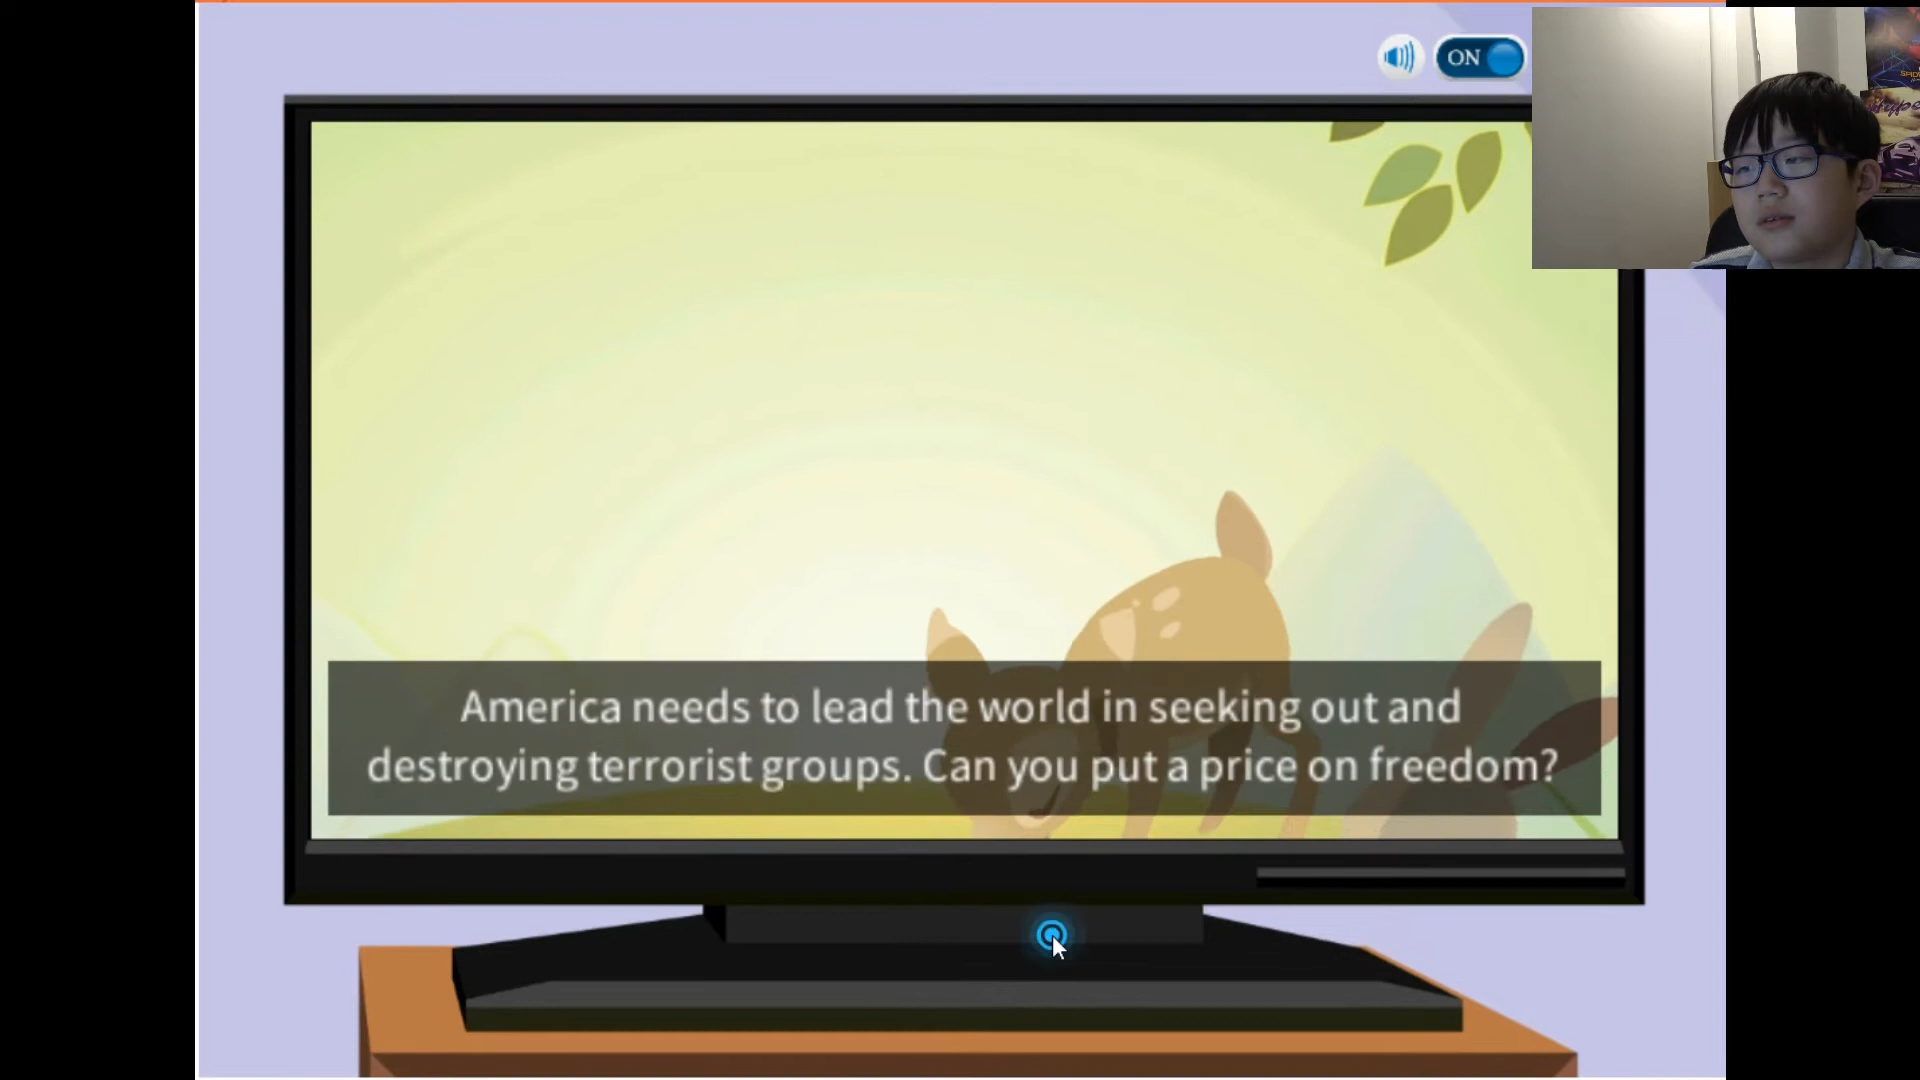 ON
America needs to lead the world in seeking out and
destroying terrorist groups. Can you put a price on freedom?